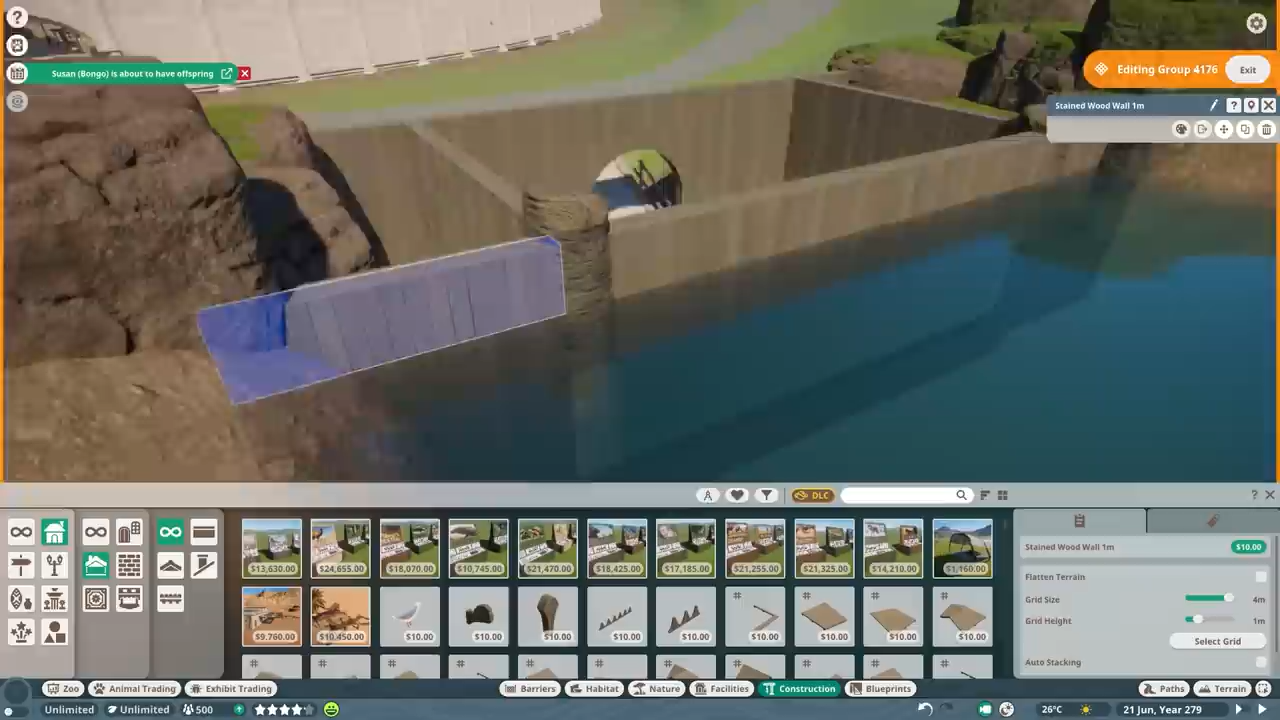 ?
Susan (Bongo) is about to have offspring
Editing Group 4176
Exit
Stained Wood Wall 1m
?
DLC
?
$13,630.00
$24,655.00
$18,070.00
$10,745.00
$21,470.00
$18,425.00
$17,185.00
$21,255.00
$21,325.00
$14,210.00
$1,160.00
$9,760.00
$10,450.00
$10.00
$10.00
$10.00
$10.00
$10.00
# $10.00
# $10.00
# $10.00
# $10.00
# # # # # #
Stained Wood Wall 1m
$10.00
Flatten Terrain
Grid Size 4m
Grid Height 1m
Select Grid
Auto Stacking
Zoo Animal Trading Exhibit Trading Barriers Habitat Nature Facilities Construction Blueprints Paths Terrain
Unlimited Unlimited 500 26°C 21 Jun, Year 279